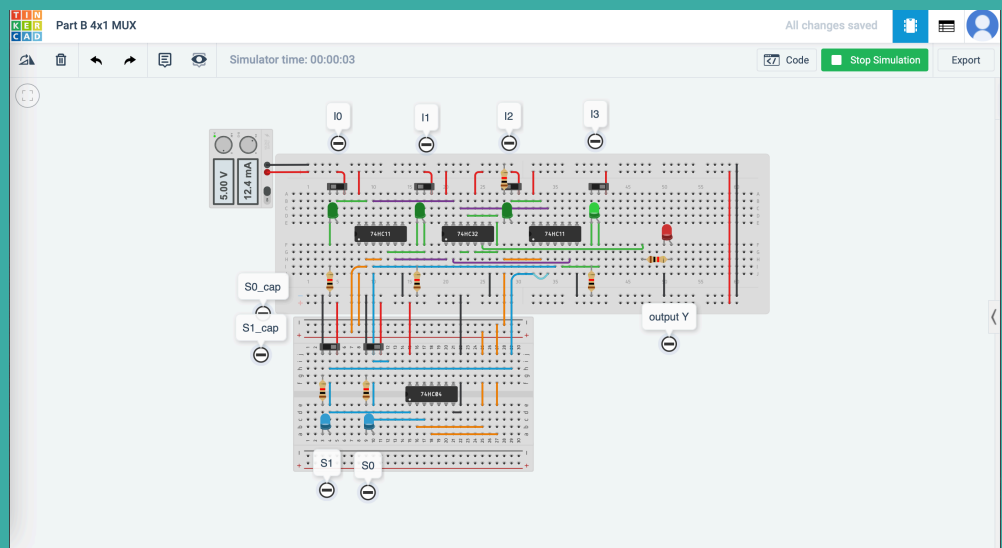 TIN
KER
CAD
Part B 4x1 MUX
All changes saved
Simulator time: 00:00:03
Code
Stop Simulation
Export
I0
I1
I2
I3
5.00 V
12.4 mA
74HC11
74HC32
74HC11
S0_cap
S1_cap
output Y
74HC04
S1
S0